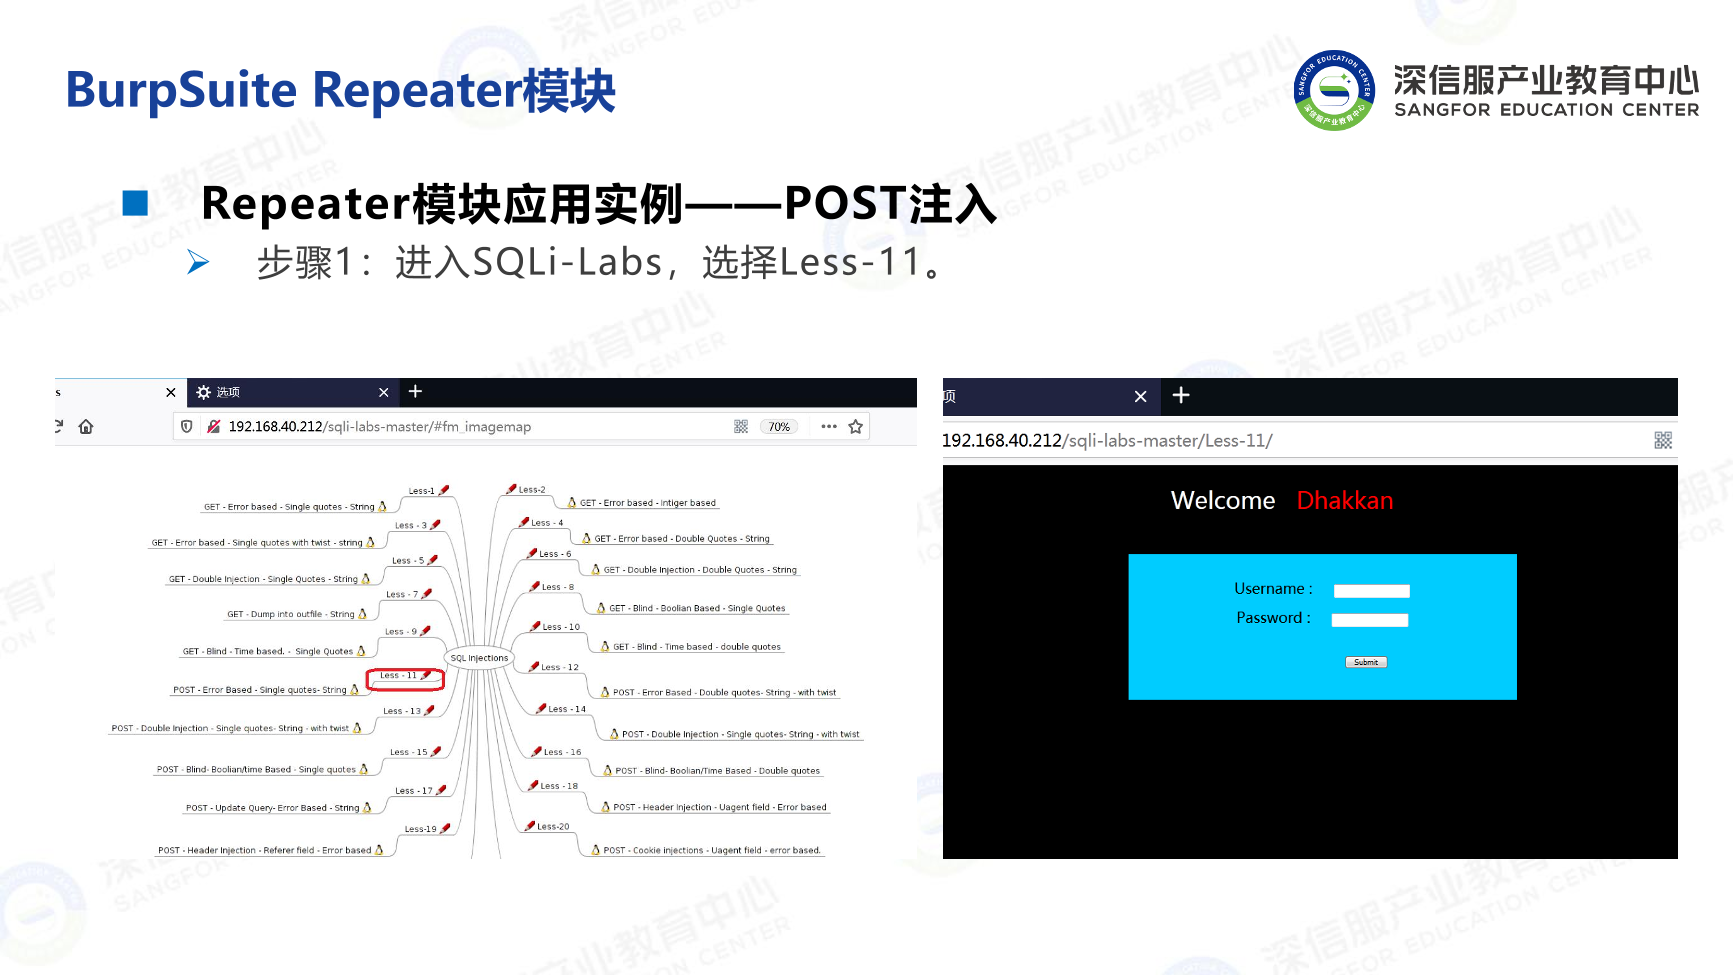 BurpSuite Repeater模块
深信服产业教育中心
SANGFOR EDUCATION CENTER
Repeater模块应用实例——POST注入
步骤1：进入SQLi-Labs，选择Less-11。
选项
192.168.40.212/sqli-labs-master/#fm_imagemap
70%
Less-1
GET - Error based - Single quotes - String
Less - 3
GET - Error based - Single quotes with twist - string
Less - 5
GET - Double Injection - Single Quotes - String
Less - 7
GET - Dump into outfile - String
Less - 9
GET - Blind - Time based. - Single Quotes
Less - 11
POST - Error Based - Single quotes- String
Less - 13
POST - Double Injection - Single quotes- String - with twist
Less - 15
POST - Blind- Boolian/time Based - Single quotes
Less - 17
POST - Update Query- Error Based - String
Less-19
POST - Header Injection - Referer field - Error based
SQL Injections
Less-2
GET - Error based - Intiger based
Less - 4
GET - Error based - Double Quotes - String
Less - 6
GET - Double Injection - Double Quotes - String
Less - 8
GET - Blind - Boolian Based - Single Quotes
Less - 10
GET - Blind - Time based - double quotes
Less - 12
POST - Error Based - Double quotes- String - with twist
Less - 14
POST - Double Injection - Single quotes- String - with twist
Less - 16
POST - Blind- Boolian/Time Based - Double quotes
Less - 18
POST - Header Injection - Uagent field - Error based
Less-20
POST - Cookie injections - Uagent field - error based.
项
192.168.40.212/sqli-labs-master/Less-11/
Welcome Dhakkan
Username :
Password :
Submit